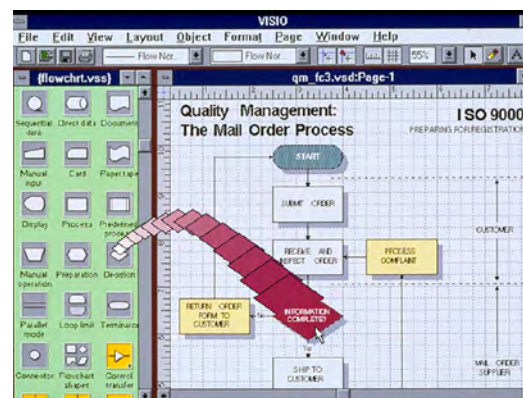 VISIO
File Edit View Layout Object Format Page Window Help
Flow Nor. Flow Nor. 55% A
{flowchrt.vss}
qm_fc3.vsd:Page-1
Sequential data
Direct data
Document
Manual input
Card
Paper tape
Display
Process
Predefined
Manual operation
Preparation
Decision
Parallel mode
Loop limit
Terminator
Connector
Flowchart shapes
Control transfer
Quality Management:
The Mail Order Process
ISO 9000
PREPARING FOR REGISTRATION
START
SUBMIT ORDER
CUSTOMER
RECEIVE AND
INSPECT ORDER
PROCESS
COMPLAINT
RETURN ORDER
FORM TO
CUSTOMER
No
INFORMATION
COMPLETE?
SHIP TO
CUSTOMER
MAIL ORDER
SUPPLIER